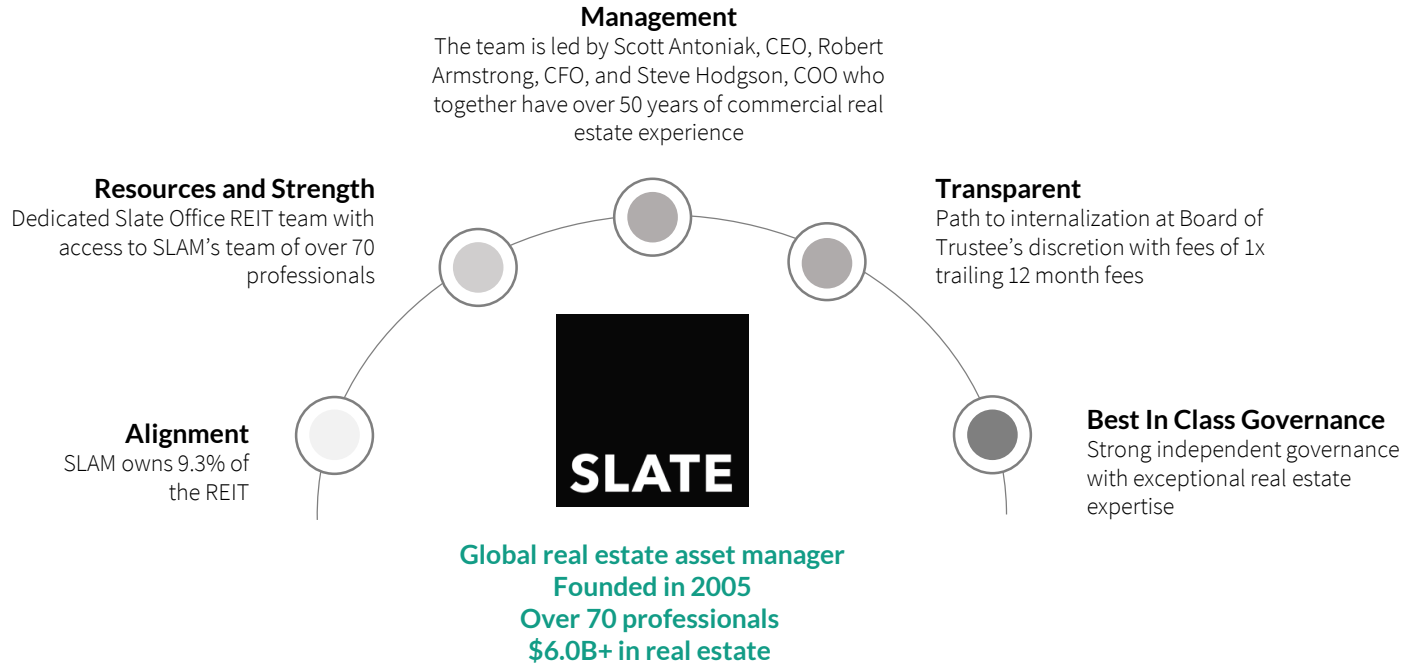 Management
The team is led by Scott Antoniak, CEO, Robert
Armstrong, CFO, and Steve Hodgson, COO who
together have over 50 years of commercial real
estate experience
Resources and Strength
Dedicated Slate Office REIT team with
access to SLAM's team of over 70
professionals
Transparent
Path to internalization at Board of
Trustee's discretion with fees of 1x
trailing 12 month fees
Alignment
SLAM owns 9.3% of
the REIT
Best In Class Governance
Strong independent governance
with exceptional real estate
expertise
SLATE
Global real estate asset manager
Founded in 2005
Over 70 professionals
$6.0B+ in real estate